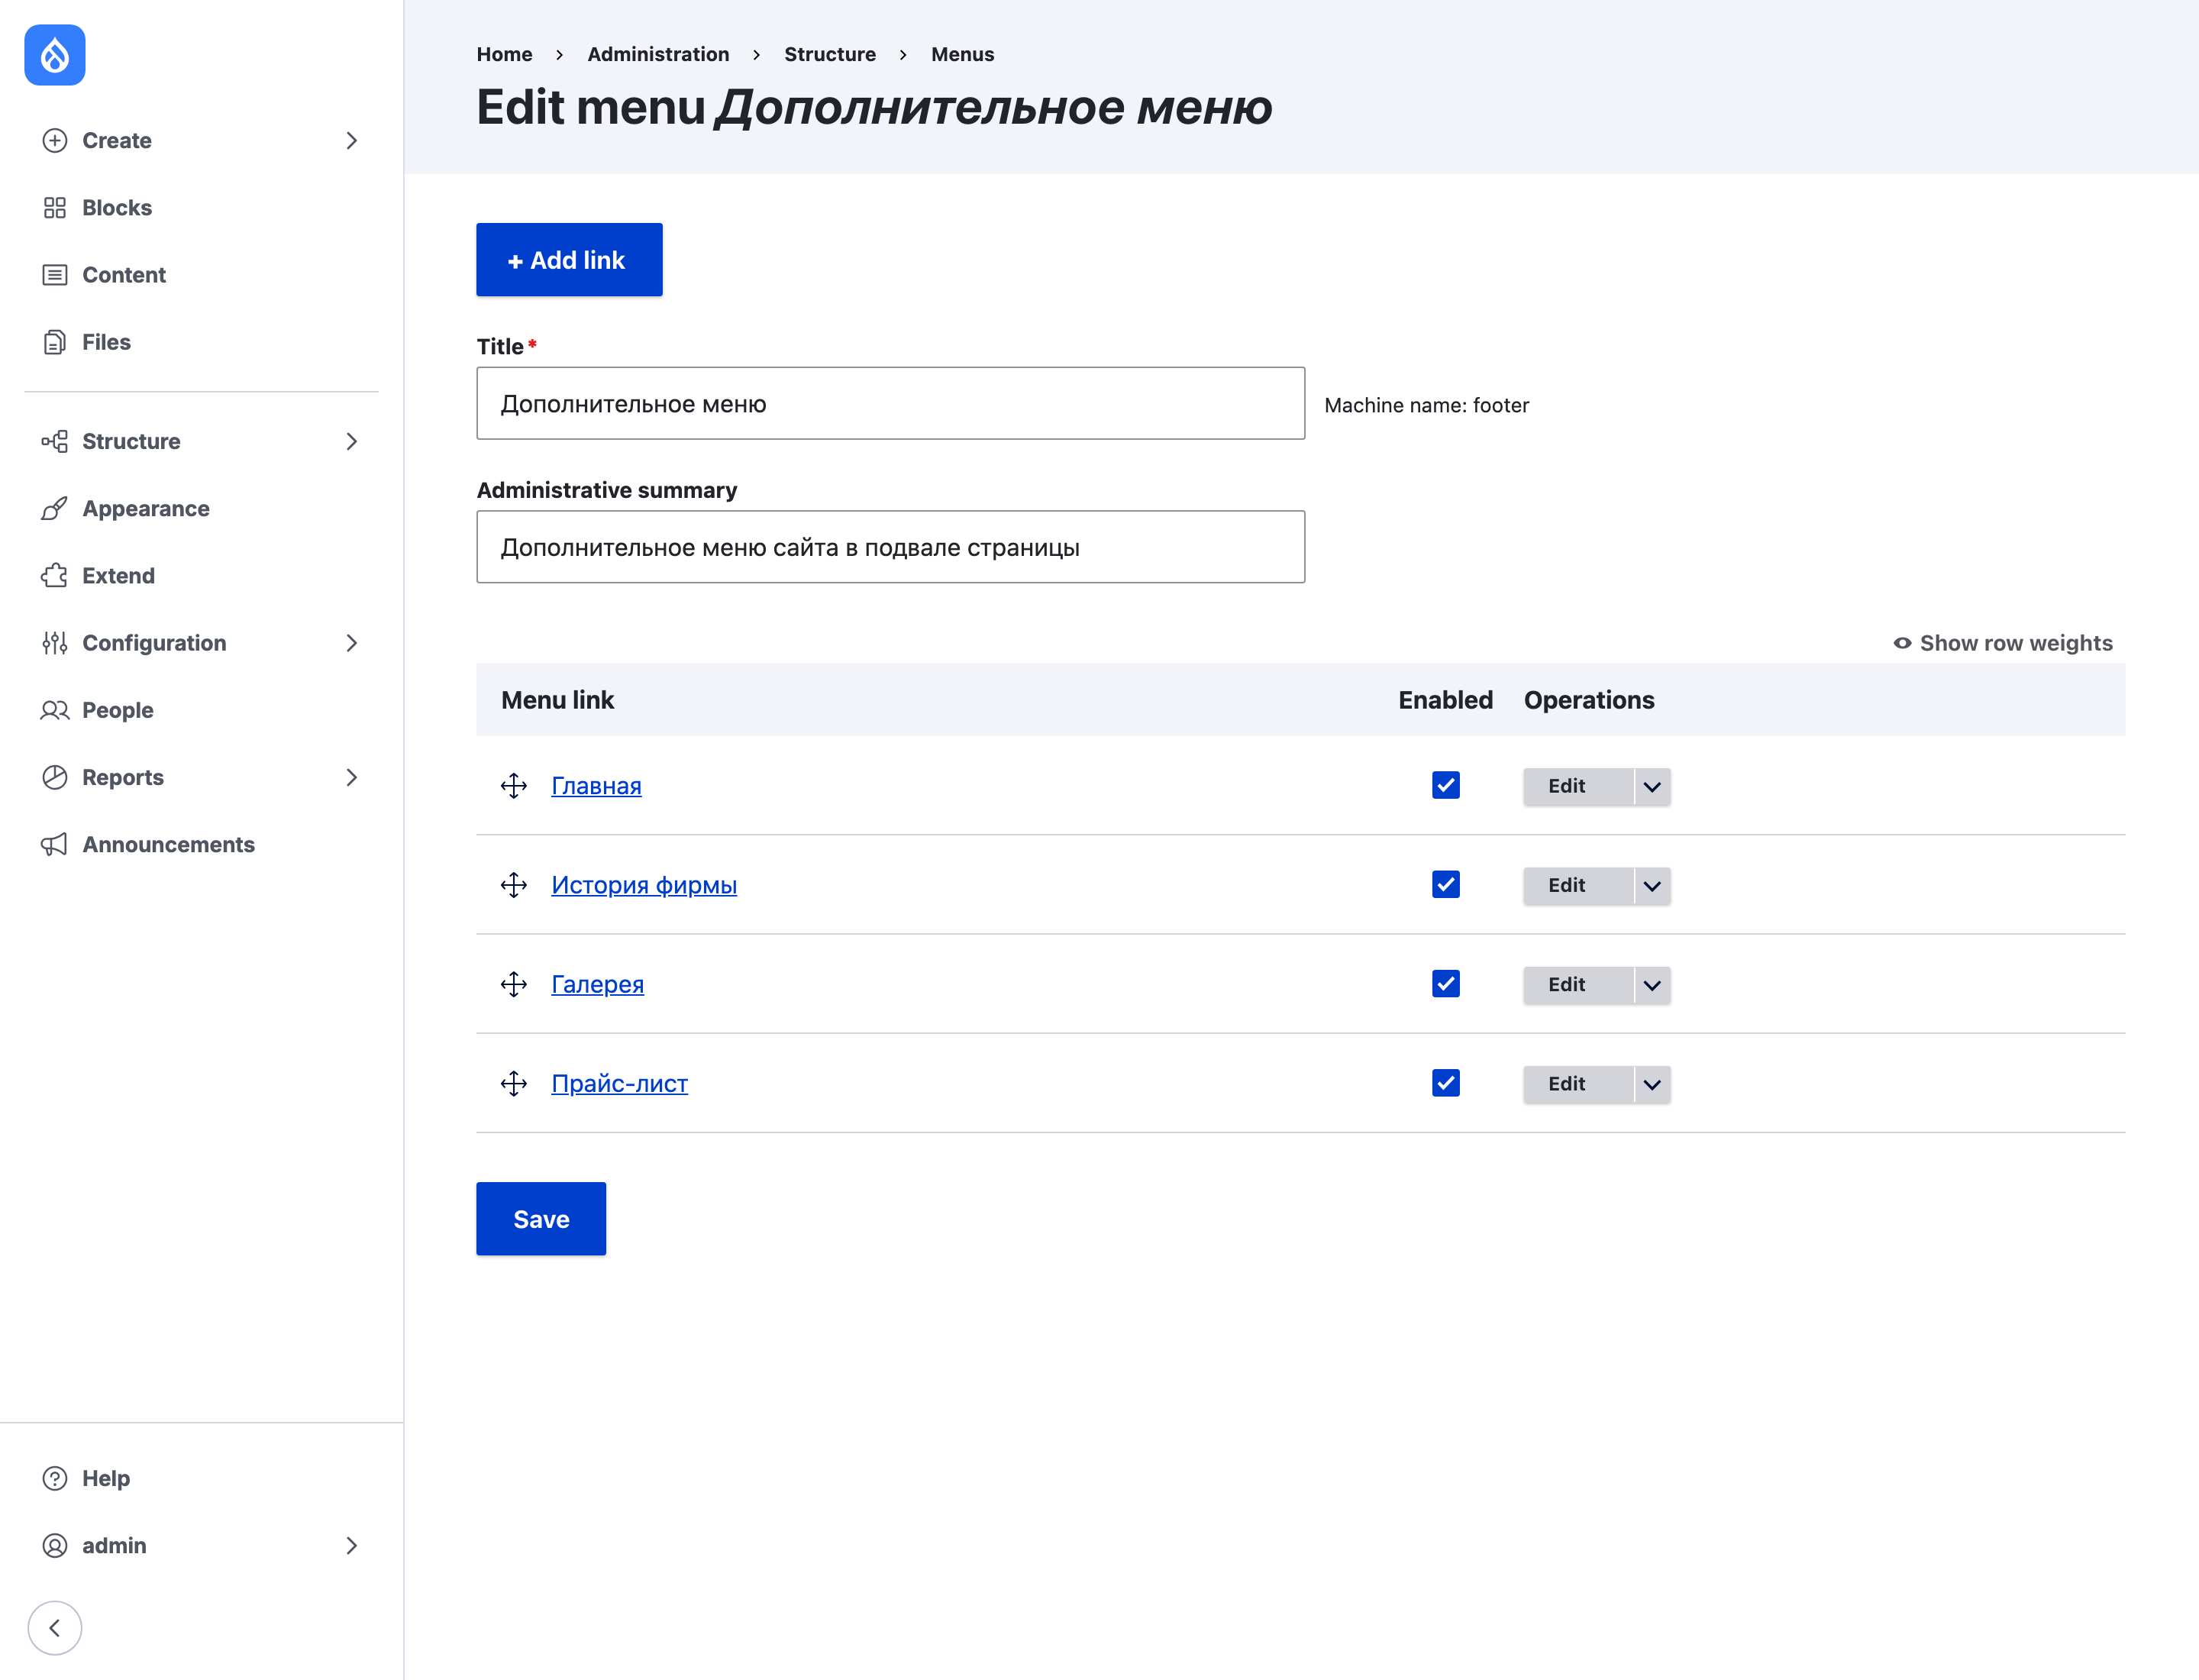 Create
Blocks
Content
Files
Structure
Appearance
Extend
Configuration
People
Reports
Announcements
Help
admin
Home > Administration > Structure > Menus
Edit menu Дополнительное меню
+ Add link
Title*
Дополнительное меню
Machine name: footer
Administrative summary
Дополнительное меню сайта в подвале страницы
Show row weights
Menu link Enabled Operations
Главная Edit
История фирмы Edit
Галерея Edit
Прайс-лист Edit
Save